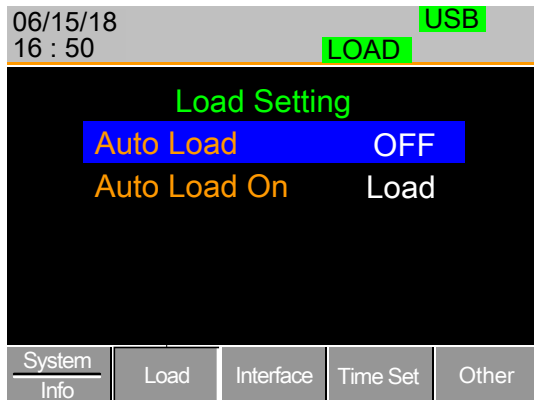 06/15/18
USB
16 : 50
LOAD
Load Setting
Auto Load OFF
Auto Load On Load
System
Info
Load
Interface
Time Set
Other